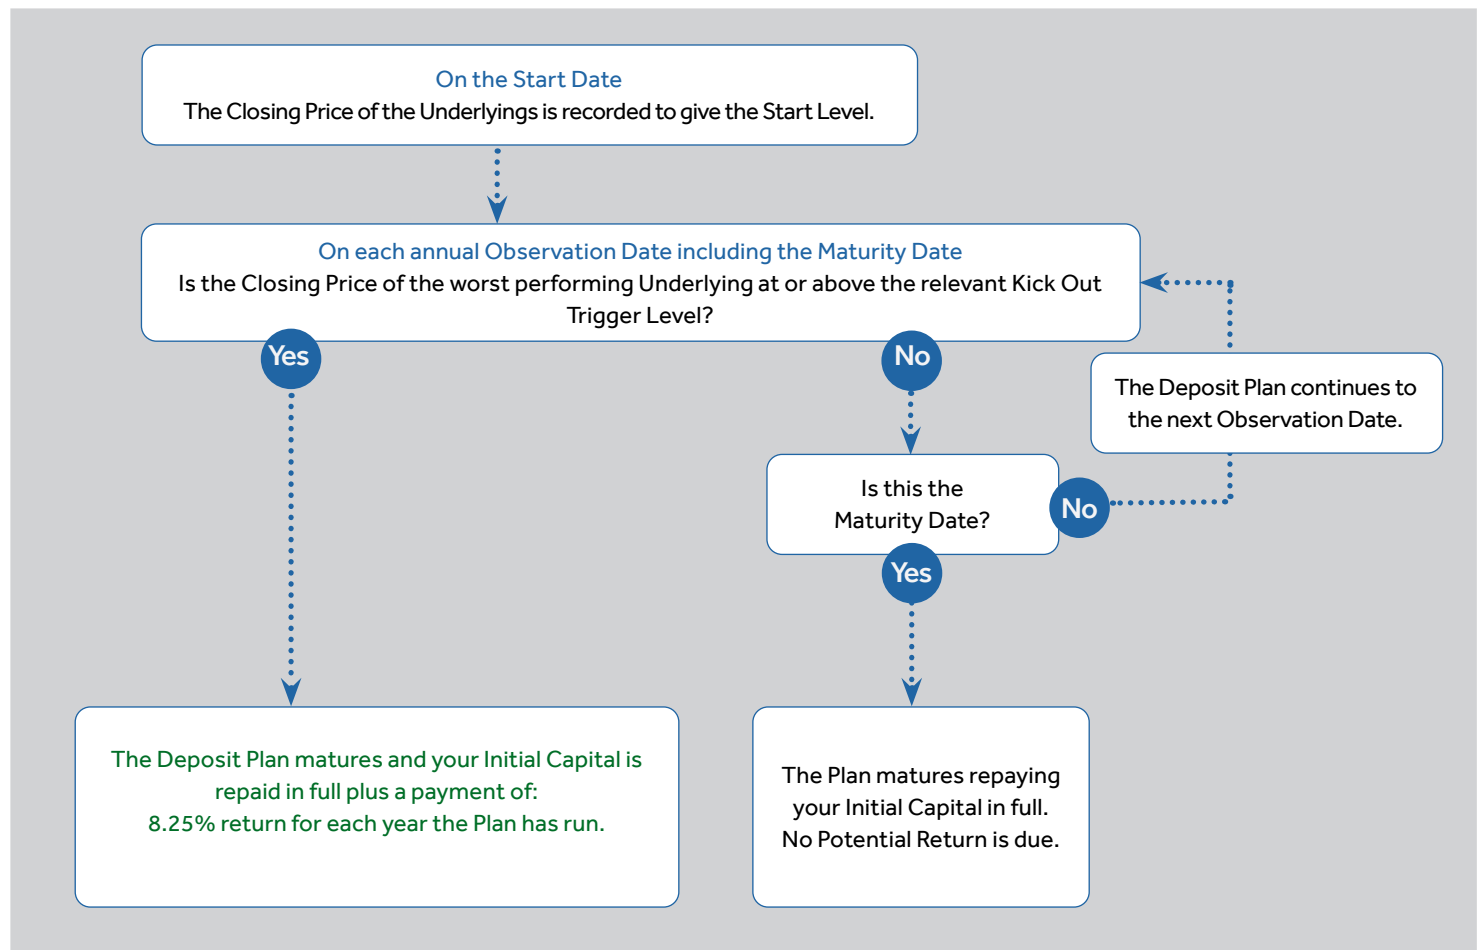 On the Start Date
The Closing Price of the Underlyings is recorded to give the Start Level.
On each annual Observation Date including the Maturity Date
Is the Closing Price of the worst performing Underlying at or above the relevant Kick Out
Trigger Level?
Yes
No
The Deposit Plan continues to
the next Observation Date.
Is this the
Maturity Date?
No
Yes
The Deposit Plan matures and your Initial Capital is
repaid in full plus a payment of:
8.25% return for each year the Plan has run.
The Plan matures repaying
your Initial Capital in full.
No Potential Return is due.